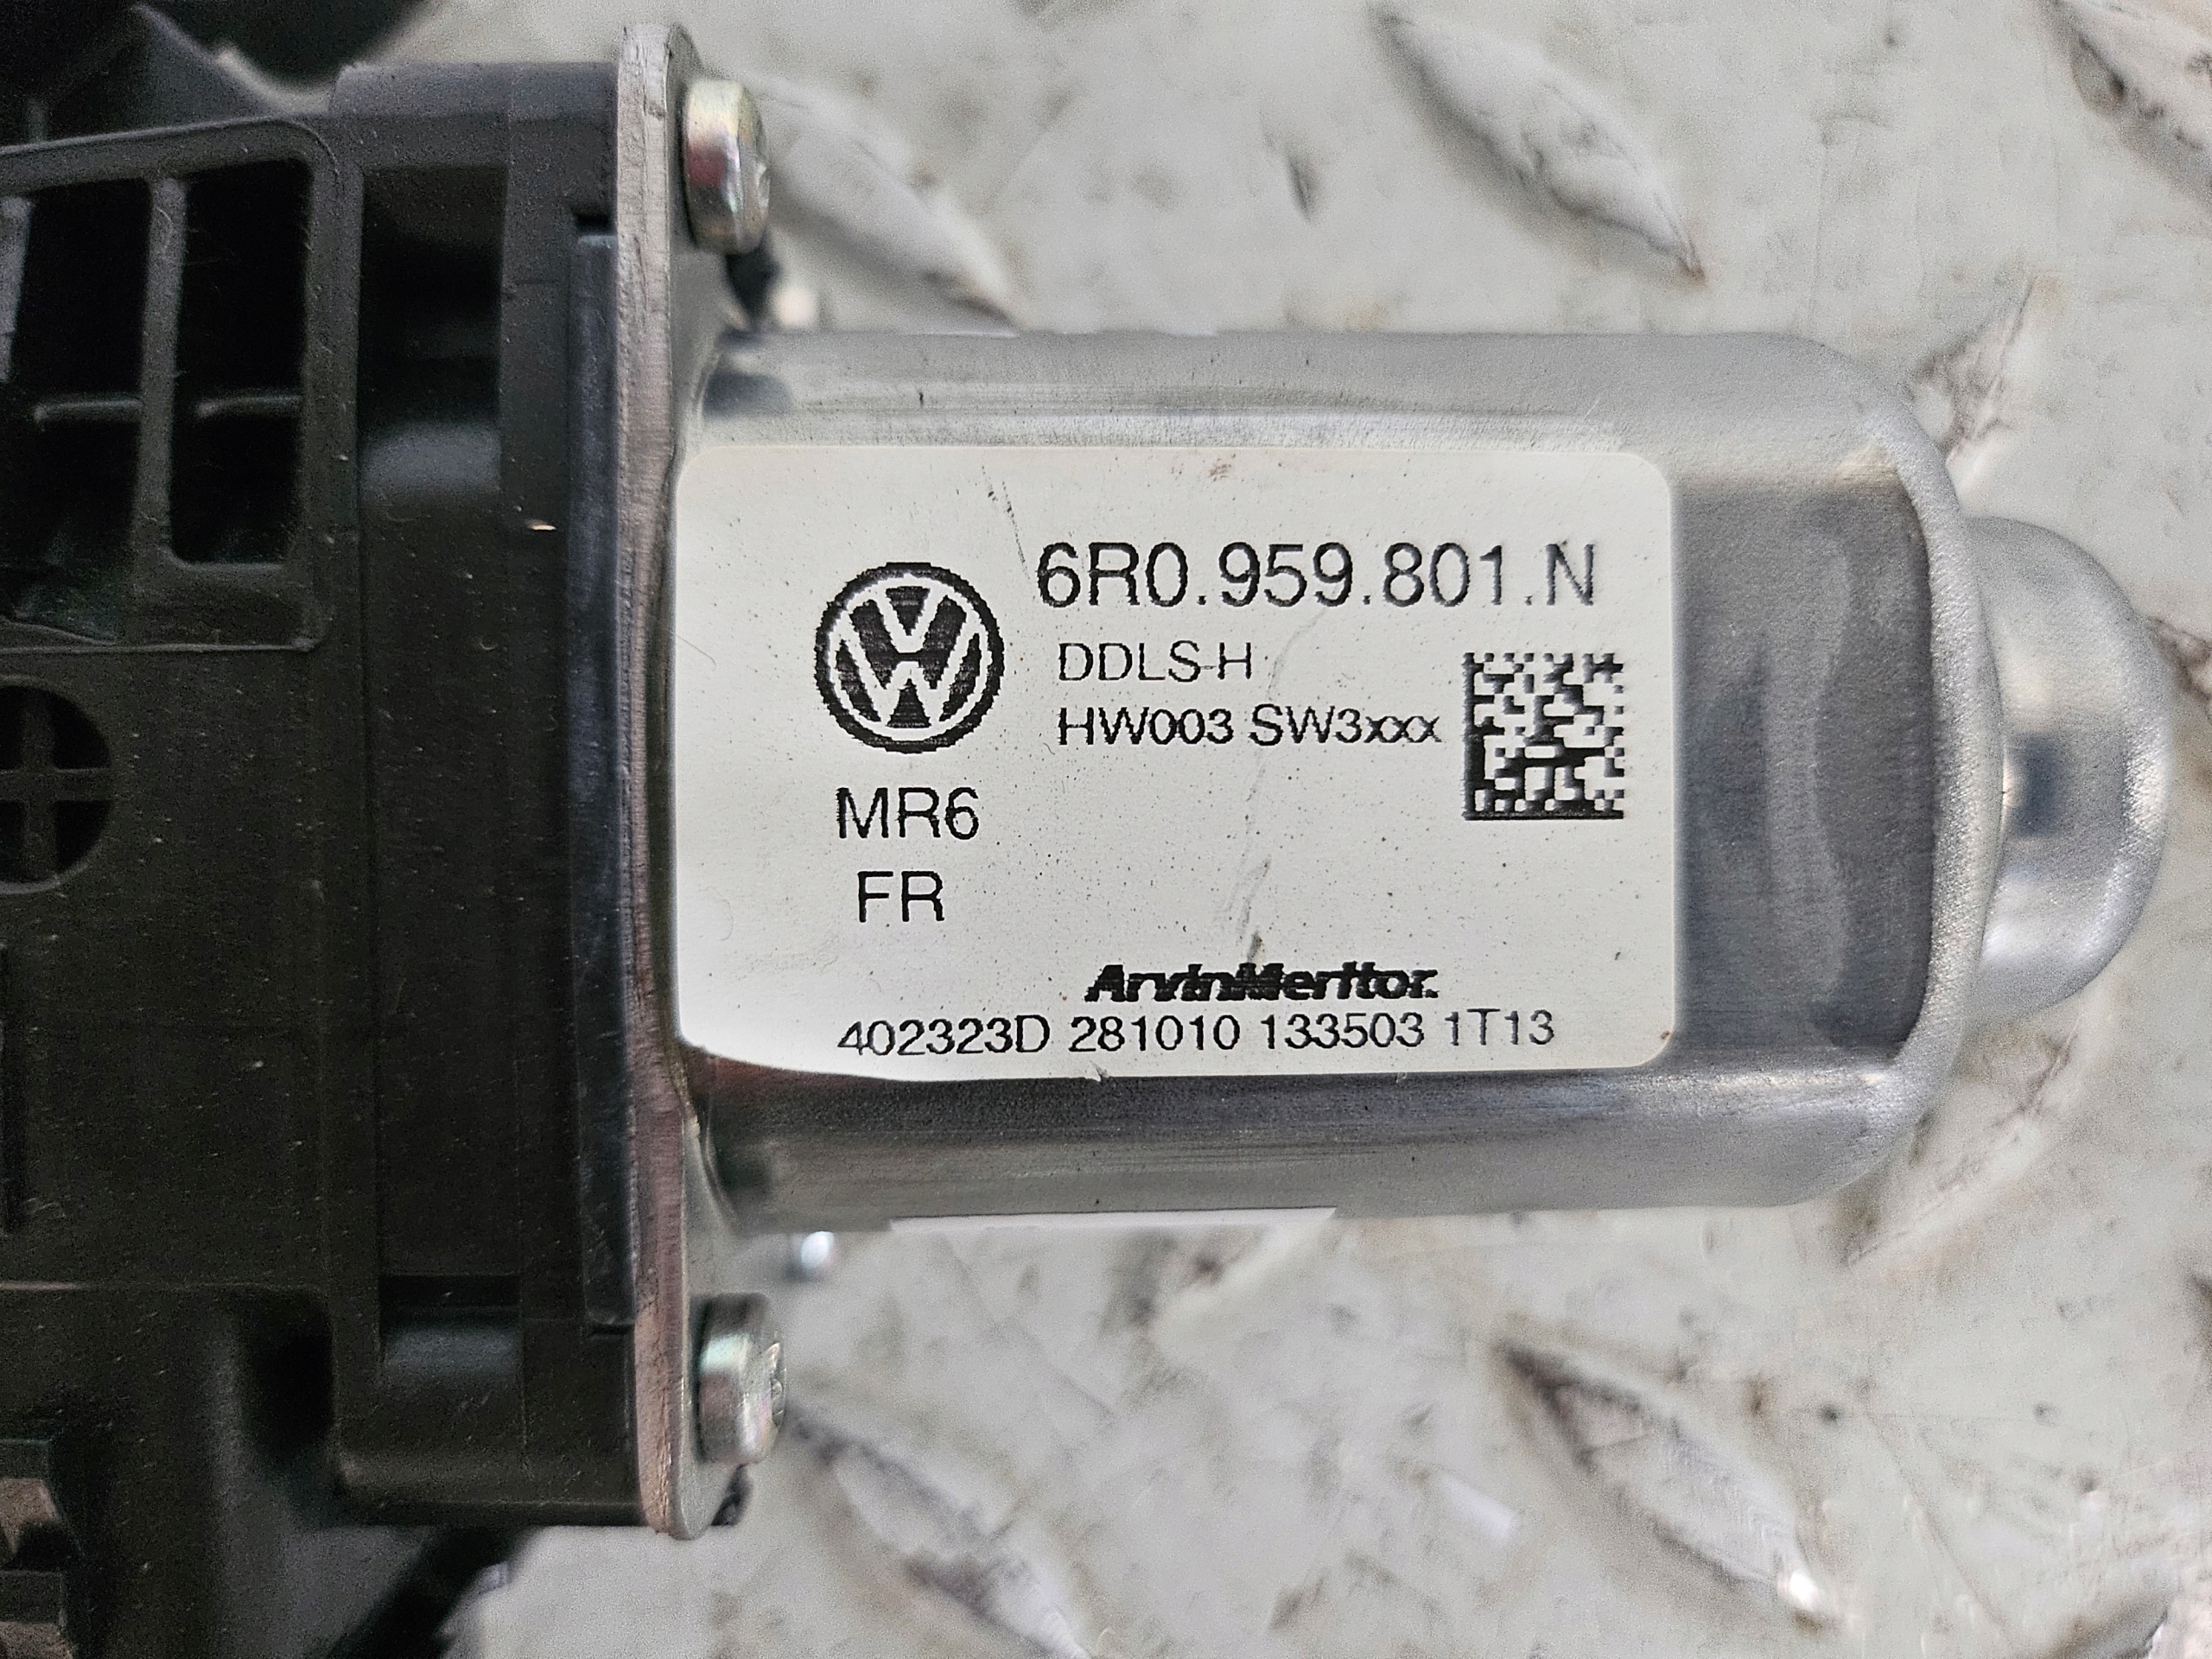 6R0.959.801.N
DDLS-H
HW003 SW3xxx
MR6
FR
ArvinMeritor.
402323D 281010 133503 1T13